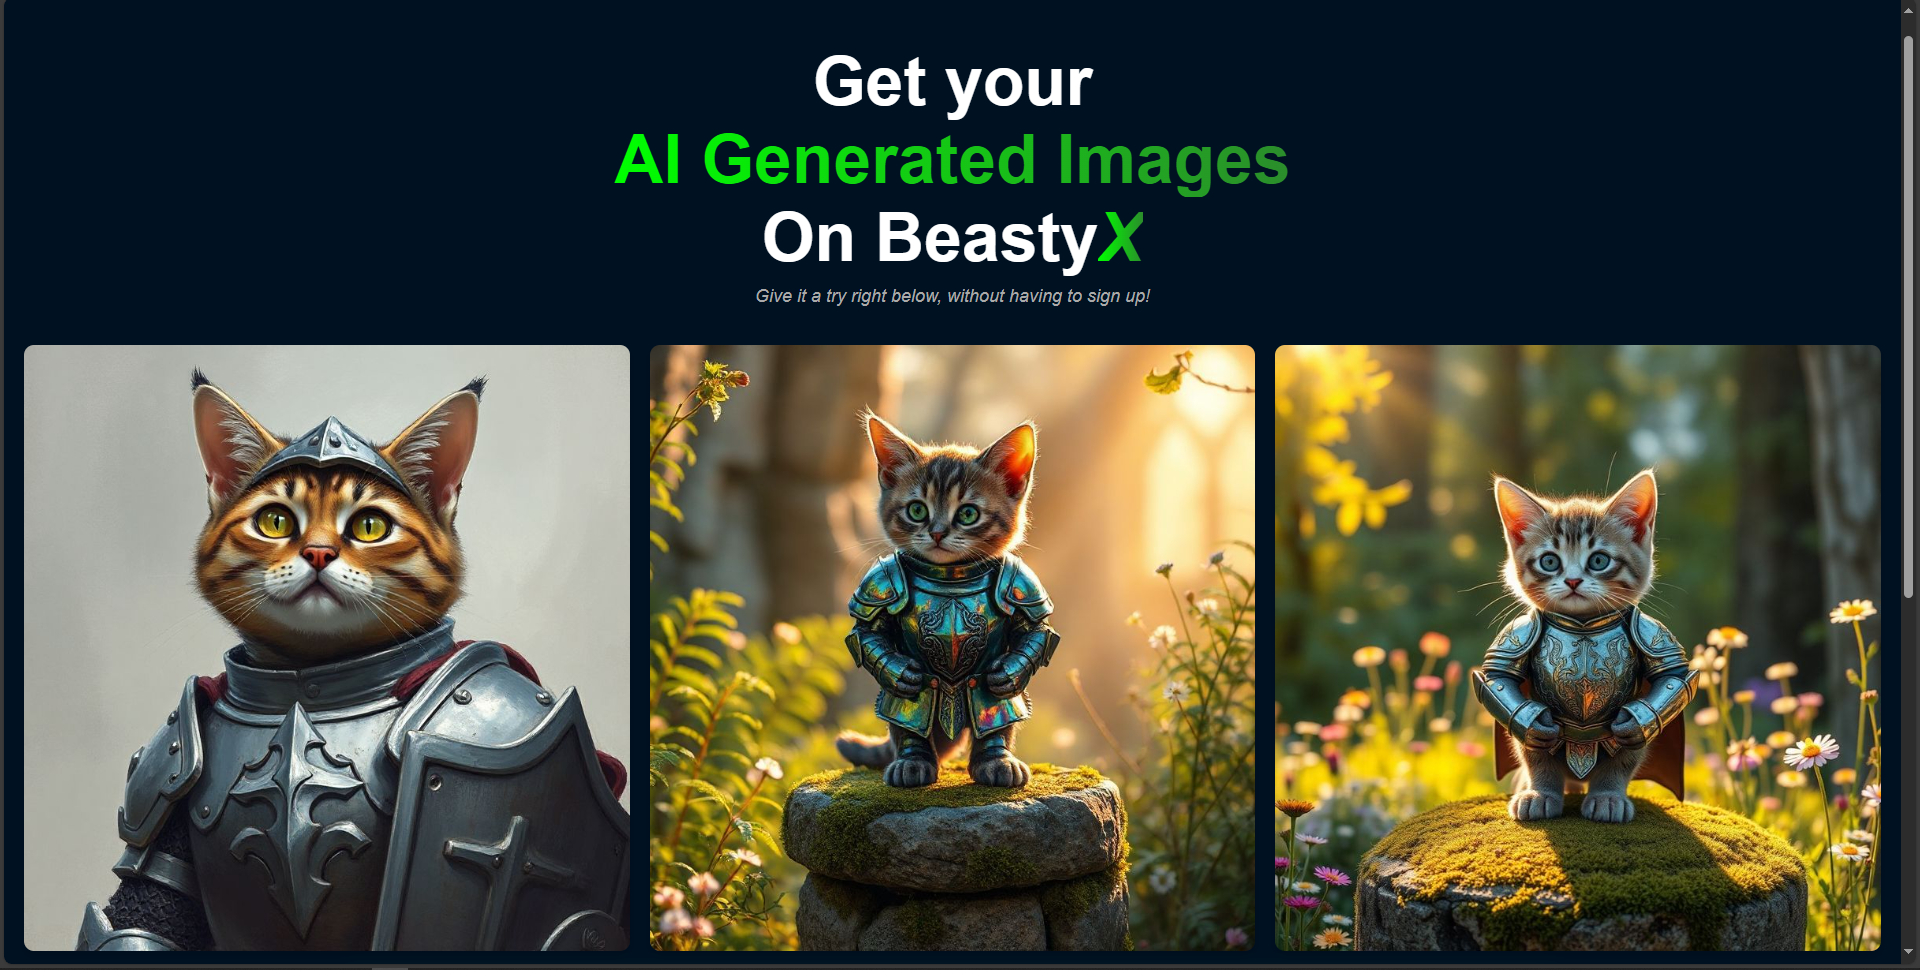 Get your
AI Generated Images
On BeastyX
Give it a try right below, without having to sign up!